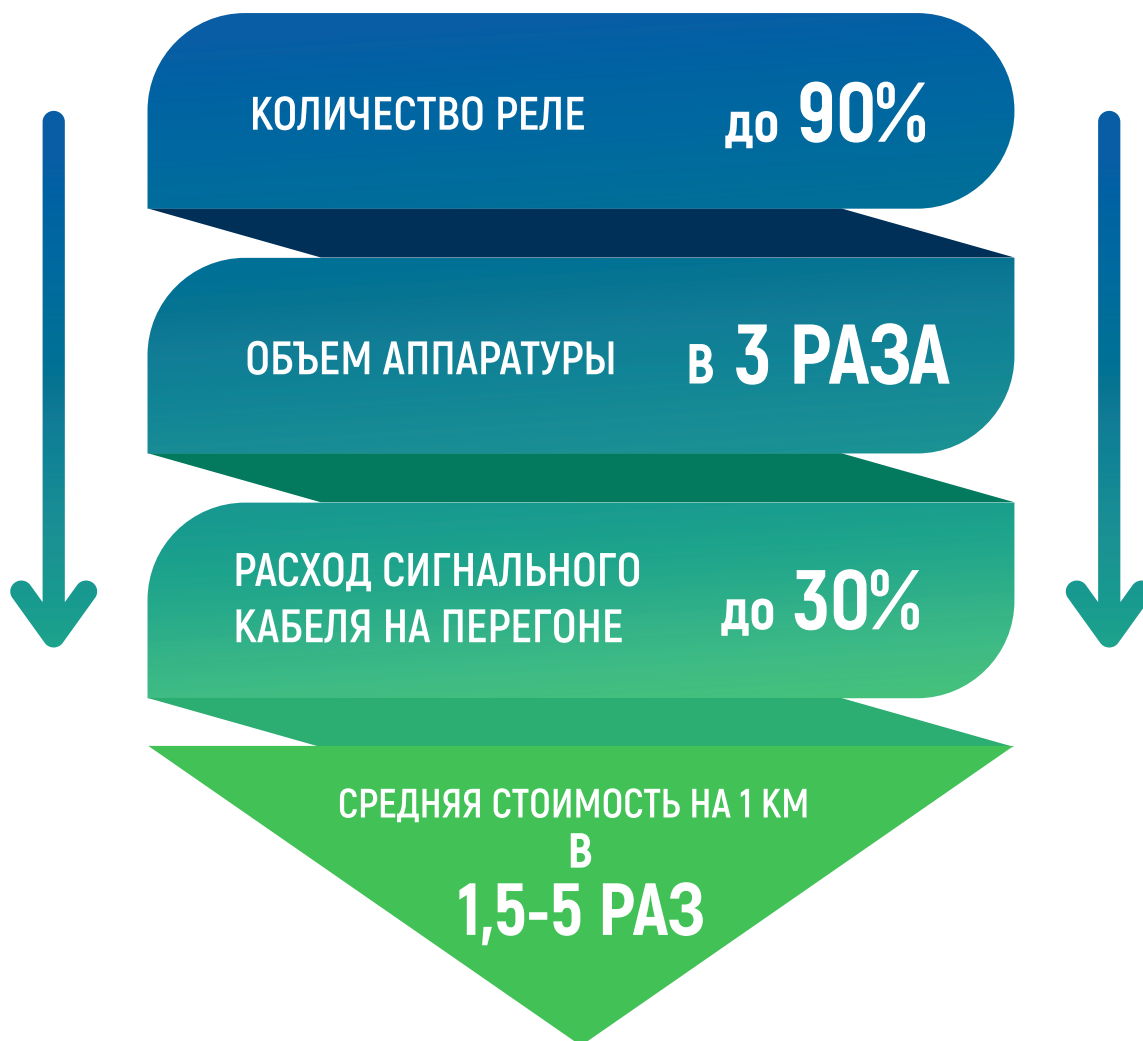 КОЛИЧЕСТВО РЕЛЕ до 90%
ОБЪЕМ АППАРАТУРЫ в 3 РАЗА
РАСХОД СИГНАЛЬНОГО
КАБЕЛЯ НА ПЕРЕГОНЕ до 30%
СРЕДНЯЯ СТОИМОСТЬ НА 1 КМ
В
1,5-5 РАЗ